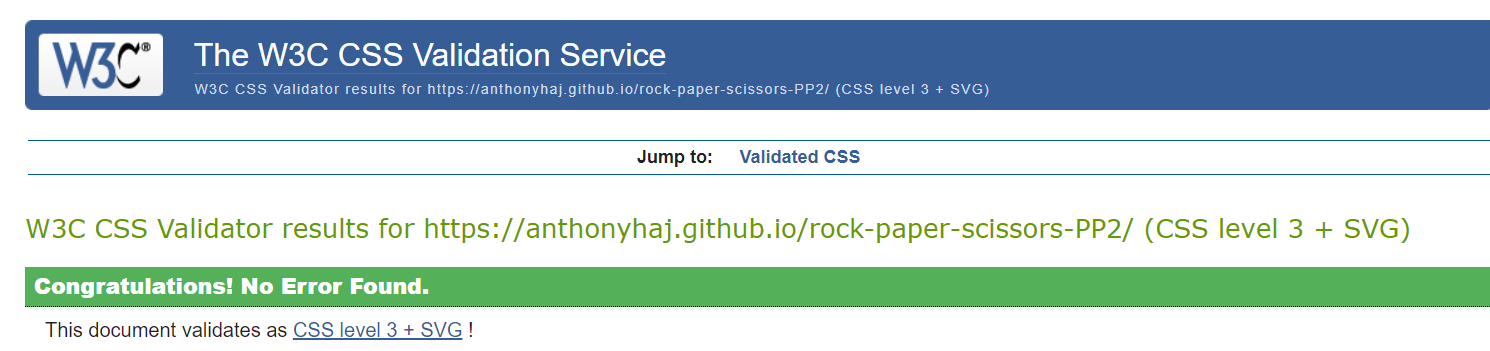 W3C®
The W3C CSS Validation Service
W3C CSS Validator results for https://anthonyhaj.github.io/rock-paper-scissors-PP2/ (CSS level 3 + SVG)
Jump to: Validated CSS
W3C CSS Validator results for https://anthonyhaj.github.io/rock-paper-scissors-PP2/ (CSS level 3 + SVG)
Congratulations! No Error Found.
This document validates as CSS level 3 + SVG !